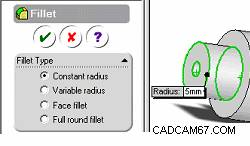 Fillet
?
Fillet Type
Constant radius
Variable radius
Face fillet
Full round fillet
Radius: 5mm
CADCAM67.COM